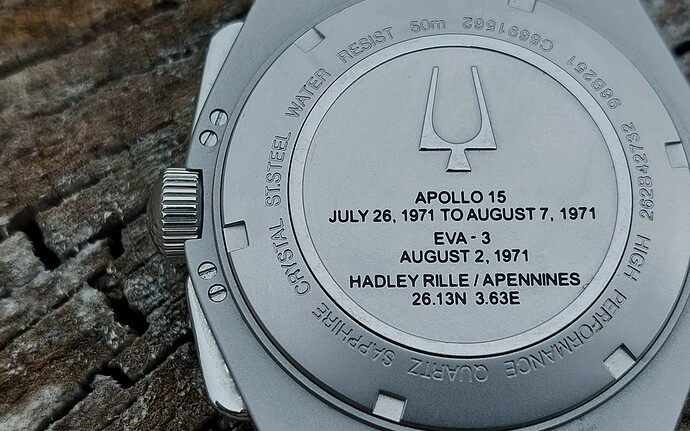 APOLLO 15
JULY 26, 1971 TO AUGUST 7, 1971
EVA - 3
AUGUST 2, 1971
HADLEY RILLE / APENNINES
26.13N 3.63E
SAPPHIRE CRYSTAL ST.STEEL WATER RESIST 50m C8691562 96B251 262B42732 HIGH PERFORMANCE QUARTZ